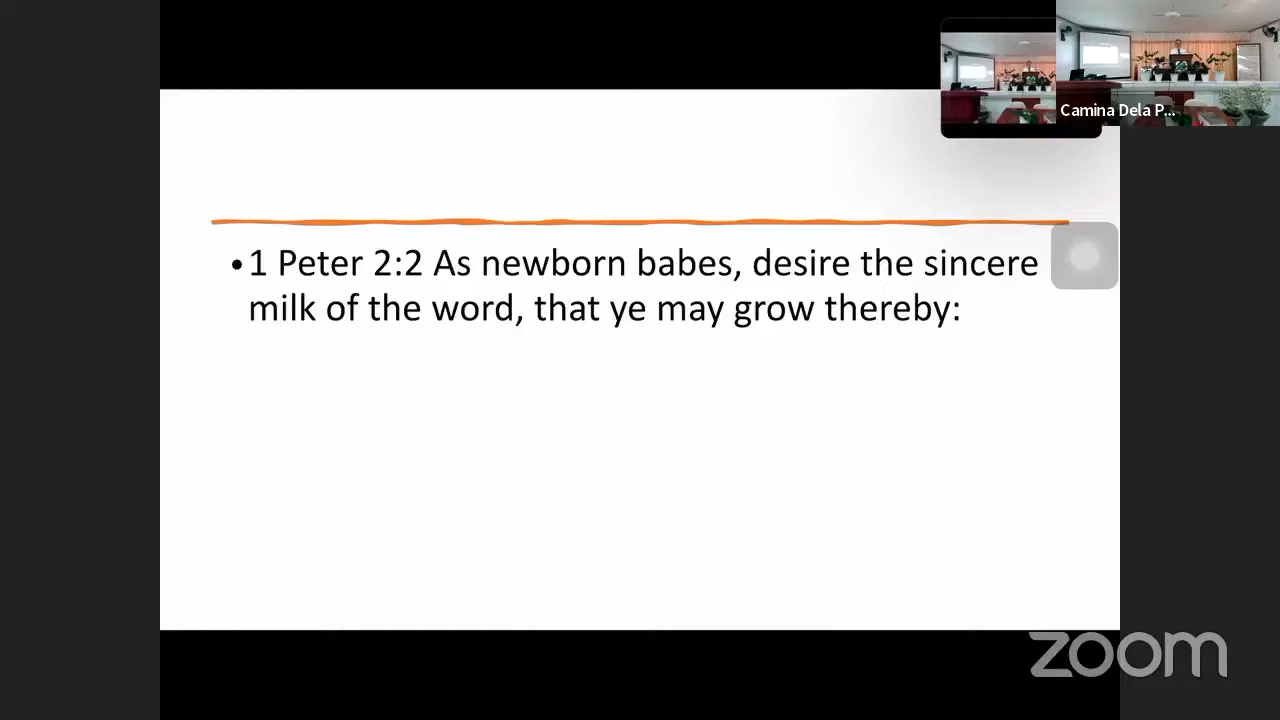 Camina Dela P...
• 1 Peter 2:2 As newborn babes, desire the sincere
milk of the word, that ye may grow thereby:
zoom